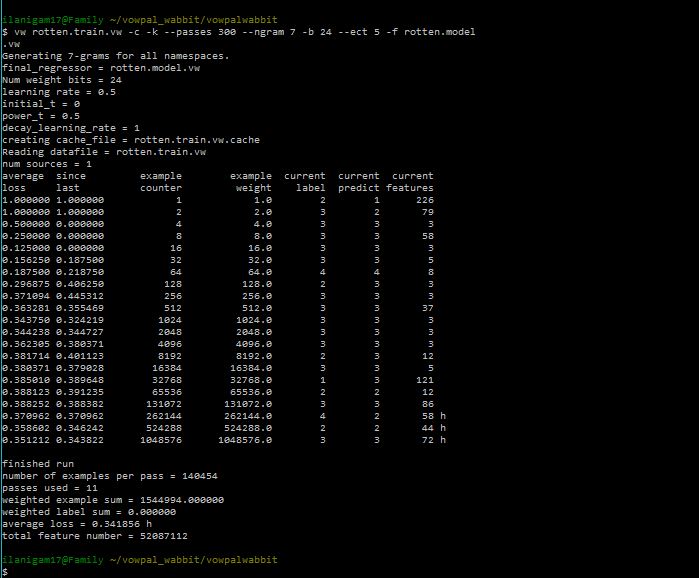 ilanigam17@Family ~/vowpal_wabbit/vowpalwabbit
$ vw rotten.train.vw -c -k --passes 300 --ngram 7 -b 24 --ect 5 -f rotten.model
.vw
Generating 7-grams for all namespaces.
final_regressor = rotten.model.vw
Num weight bits = 24
learning rate = 0.5
initial_t = 0
power_t = 0.5
decay_learning_rate = 1
creating cache_file = rotten.train.vw.cache
Reading datafile = rotten.train.vw
num sources = 1
average since example example current current current
loss last counter weight label predict features
1.000000 1.000000 1 1.0 2 1 226
1.000000 1.000000 2 2.0 3 2 79
0.500000 0.000000 4 4.0 3 3 3
0.250000 0.000000 8 8.0 3 3 58
0.125000 0.000000 16 16.0 3 3 3
0.156250 0.187500 32 32.0 3 3 5
0.187500 0.218750 64 64.0 4 4 8
0.296875 0.406250 128 128.0 2 3 3
0.371094 0.445312 256 256.0 3 3 3
0.363281 0.355469 512 512.0 3 3 37
0.343750 0.324219 1024 1024.0 3 3 3
0.344238 0.344727 2048 2048.0 3 3 3
0.362305 0.380371 4096 4096.0 3 3 3
0.381714 0.401123 8192 8192.0 2 3 12
0.380371 0.379028 16384 16384.0 3 3 5
0.385010 0.389648 32768 32768.0 1 3 121
0.388123 0.391235 65536 65536.0 2 2 12
0.388252 0.388382 131072 131072.0 3 3 86
0.370962 0.370962 262144 262144.0 4 2 58 h
0.358602 0.346242 524288 524288.0 2 2 44 h
0.351212 0.343822 1048576 1048576.0 3 3 72 h
finished run
number of examples per pass = 140454
passes used = 11
weighted example sum = 1544994.000000
weighted label sum = 0.000000
average loss = 0.341856 h
total feature number = 52087112
ilanigam17@Family ~/vowpal_wabbit/vowpalwabbit
$